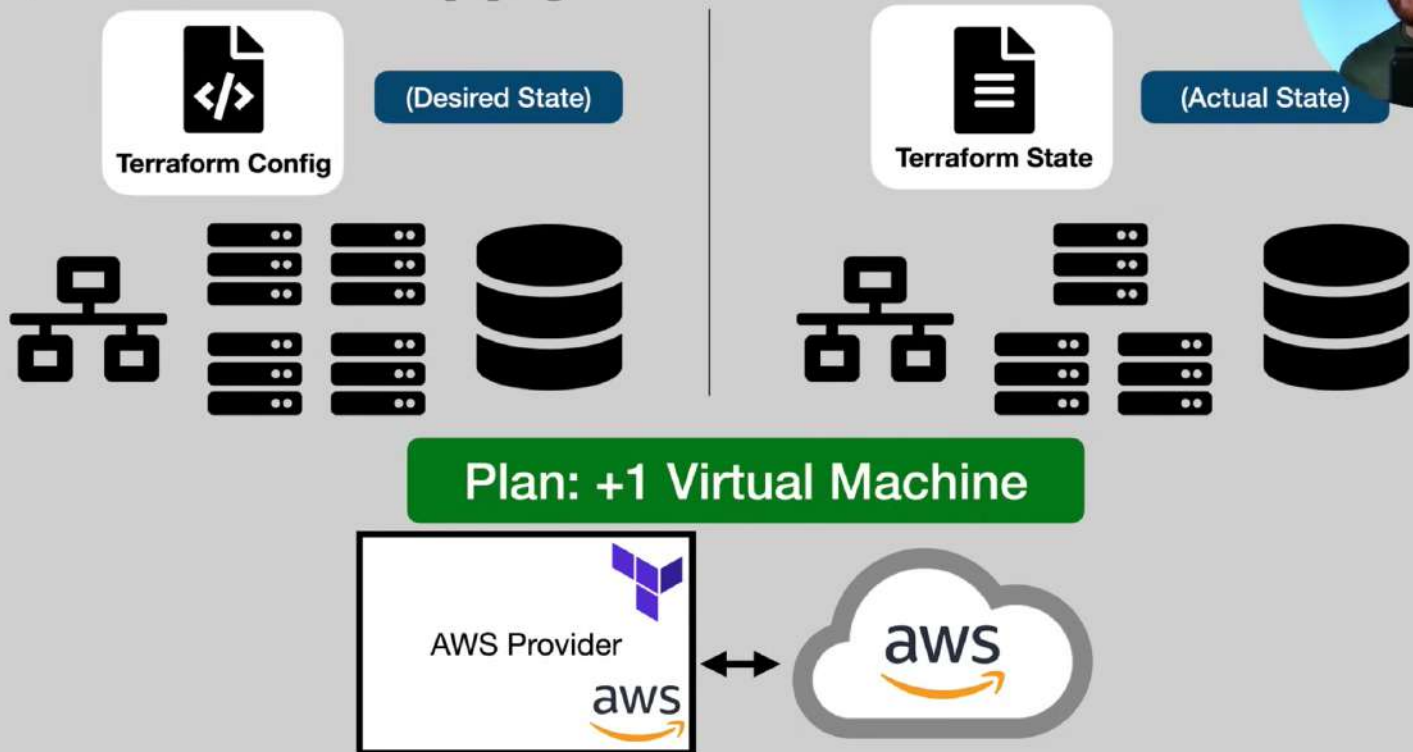 (Desired State)
Terraform Config
(Actual State)
Terraform State
Plan: +1 Virtual Machine
AWS Provider
aws
aws